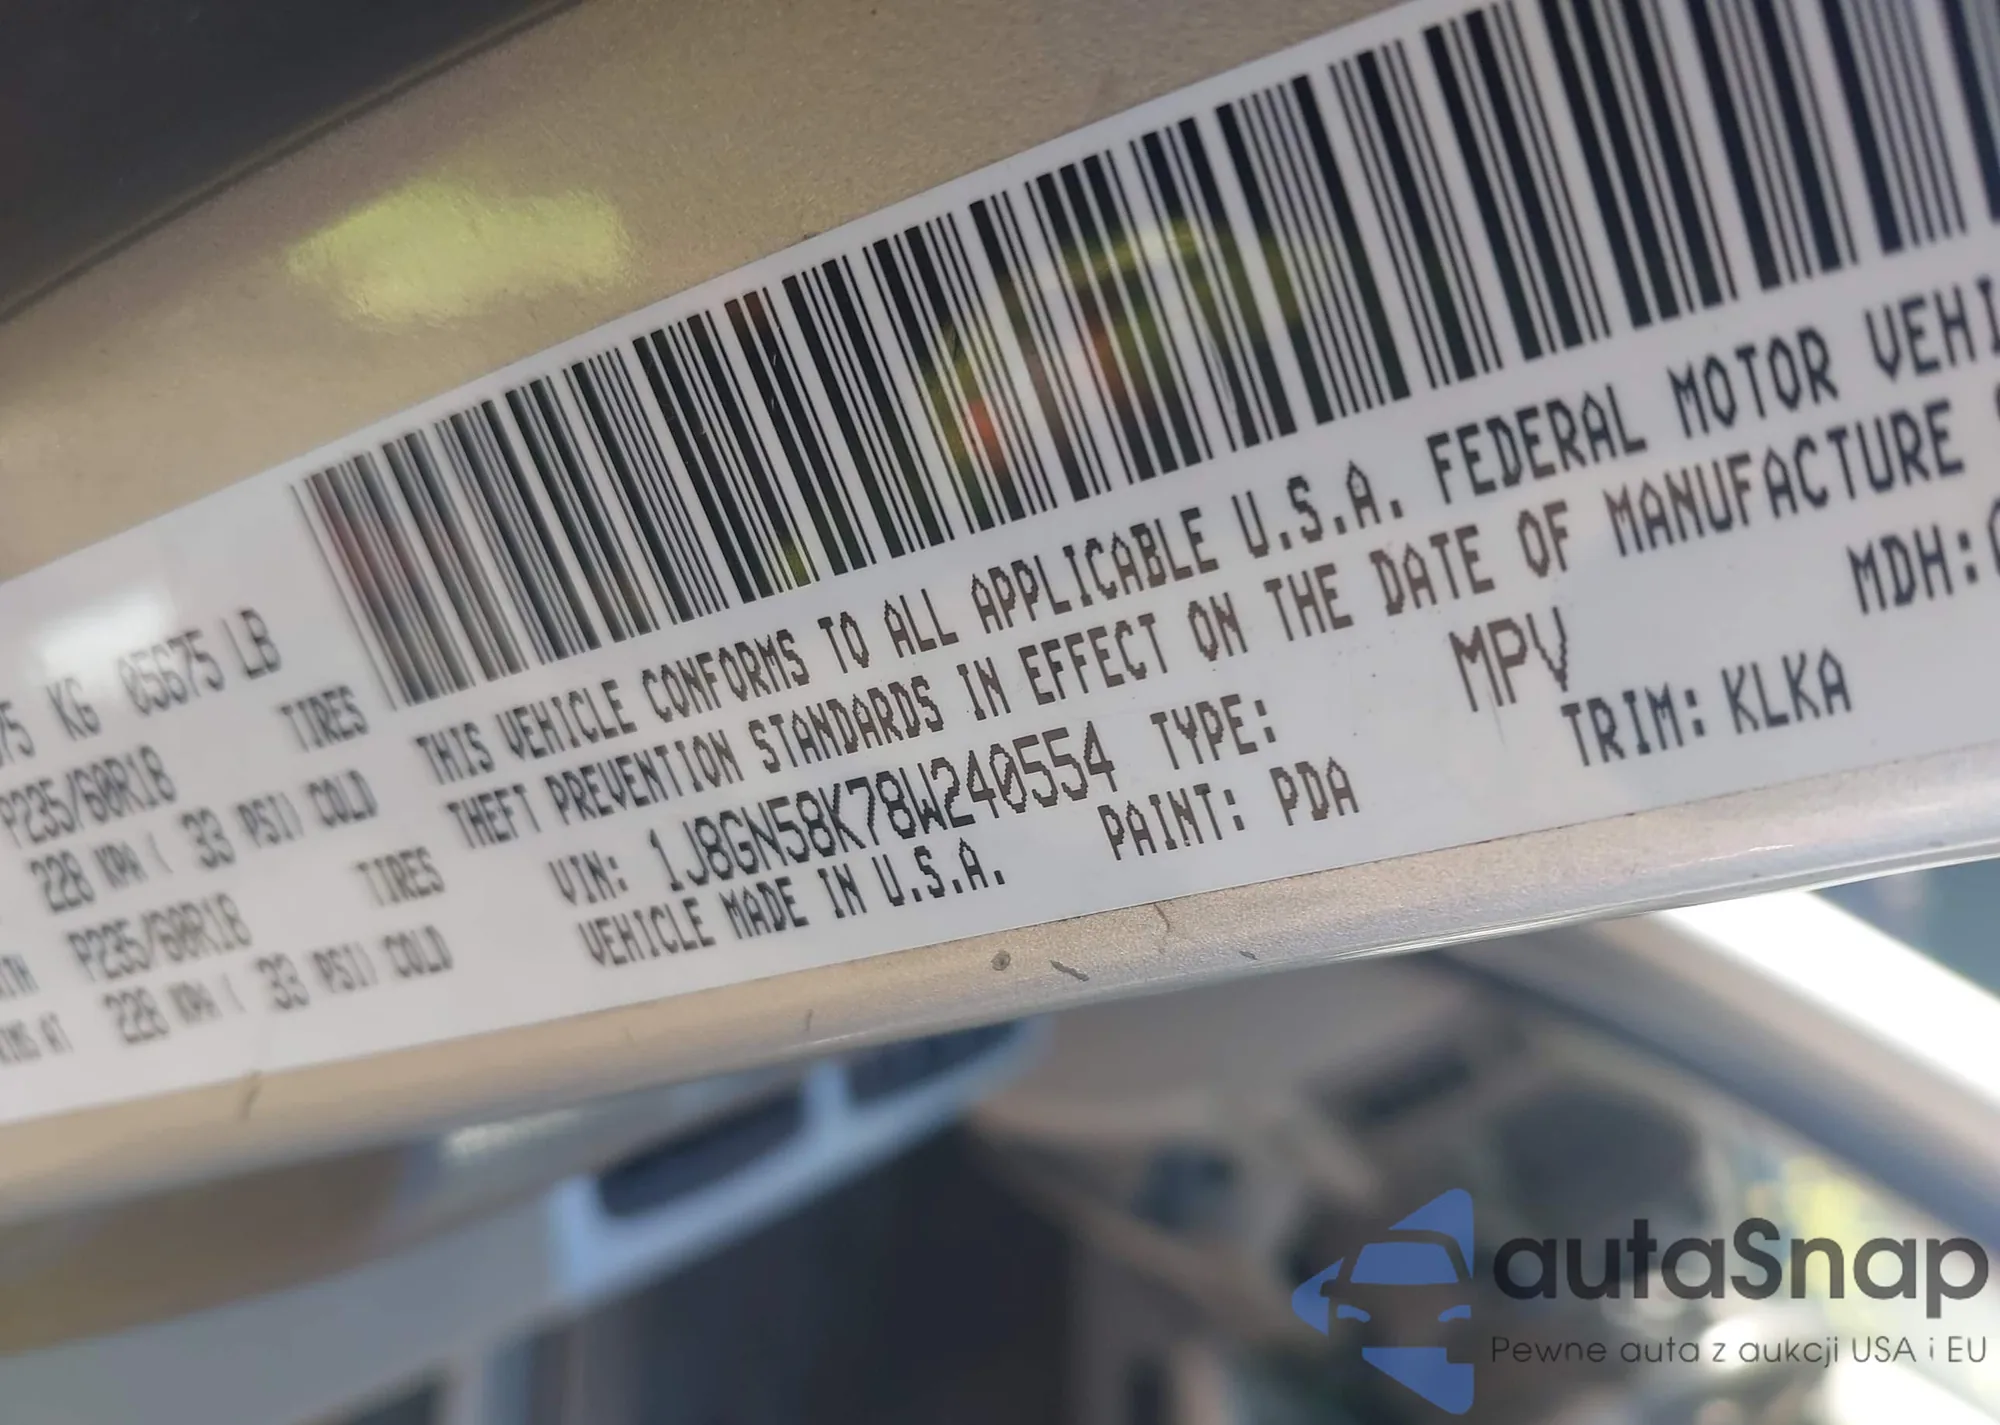 75 KG 05675 LB
TIRES
P235/60R18
228 KPA ( 33 PSI) COLD
TIRES
P235/60R18
AT 228 KPA ( 33 PSI) COLD
THIS VEHICLE CONFORMS TO ALL APPLICABLE U.S.A. FEDERAL MOTOR VEHI
THEFT PREVENTION STANDARDS IN EFFECT ON THE DATE OF MANUFACTURE
VIN: 1J8GN58K78W240554 TYPE: MPV MDH:
VEHICLE MADE IN U.S.A. PAINT: PDA TRIM: KLKA
autaSnap
Pewne auta z aukcji USA i EU